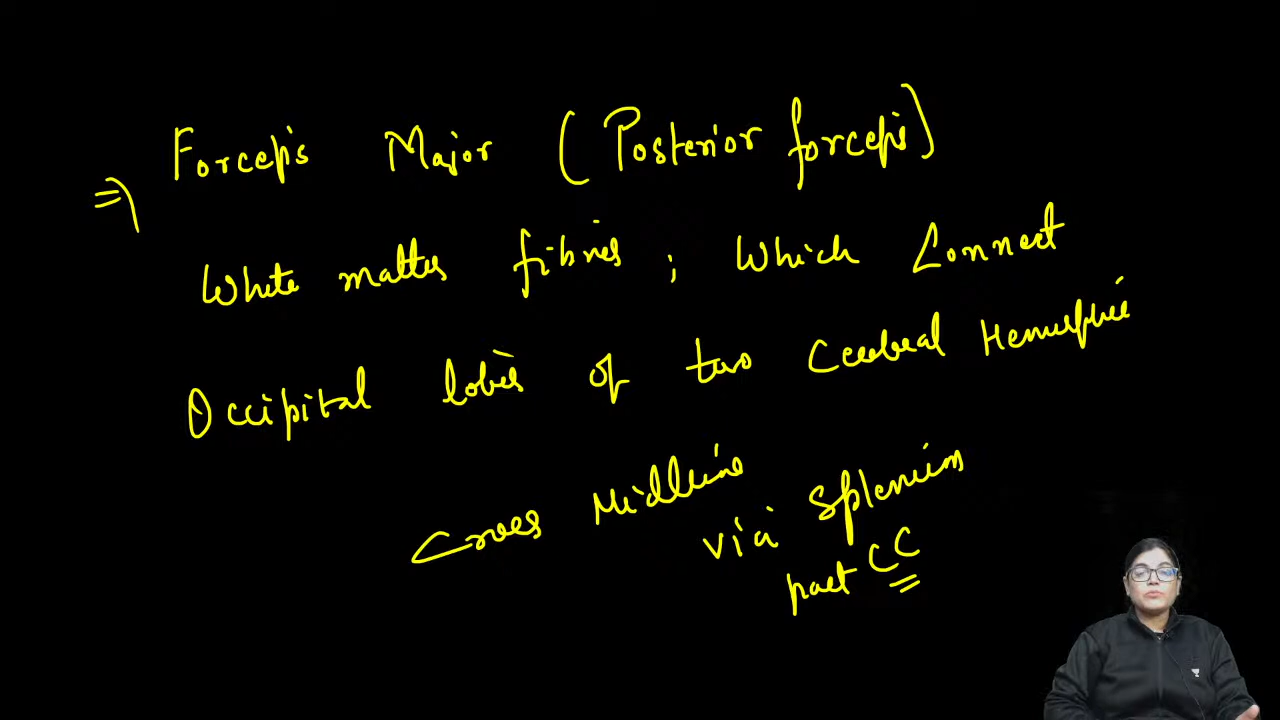 ⇒ Forceps Major (Posterior forceps)
White matter fibres ; Which Connect
Occipital lobes of two Cerebral Hemisphere
Cross Midline
via Splenium
part CC